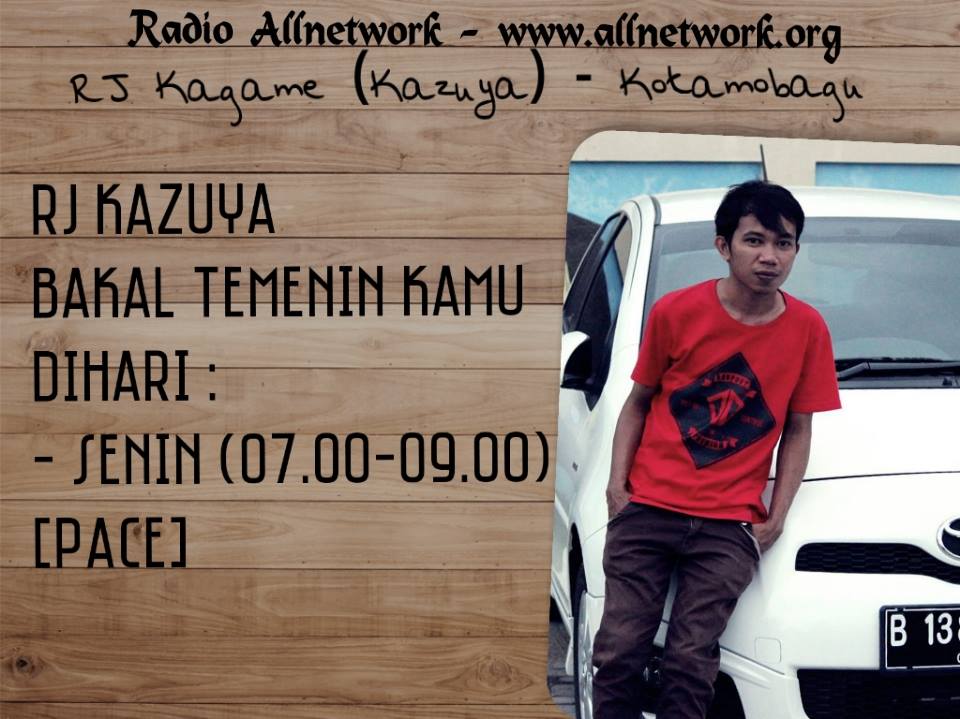 Radio Allnetwork - www.allnetwork.org
RJ Kagame (Kazuya) - Kotamobagu
RJ KAZUYA
BAKAL TEMENIN KAMU
DIHARI :
- SENIN (07.00-09.00)
[PACE]
B 13